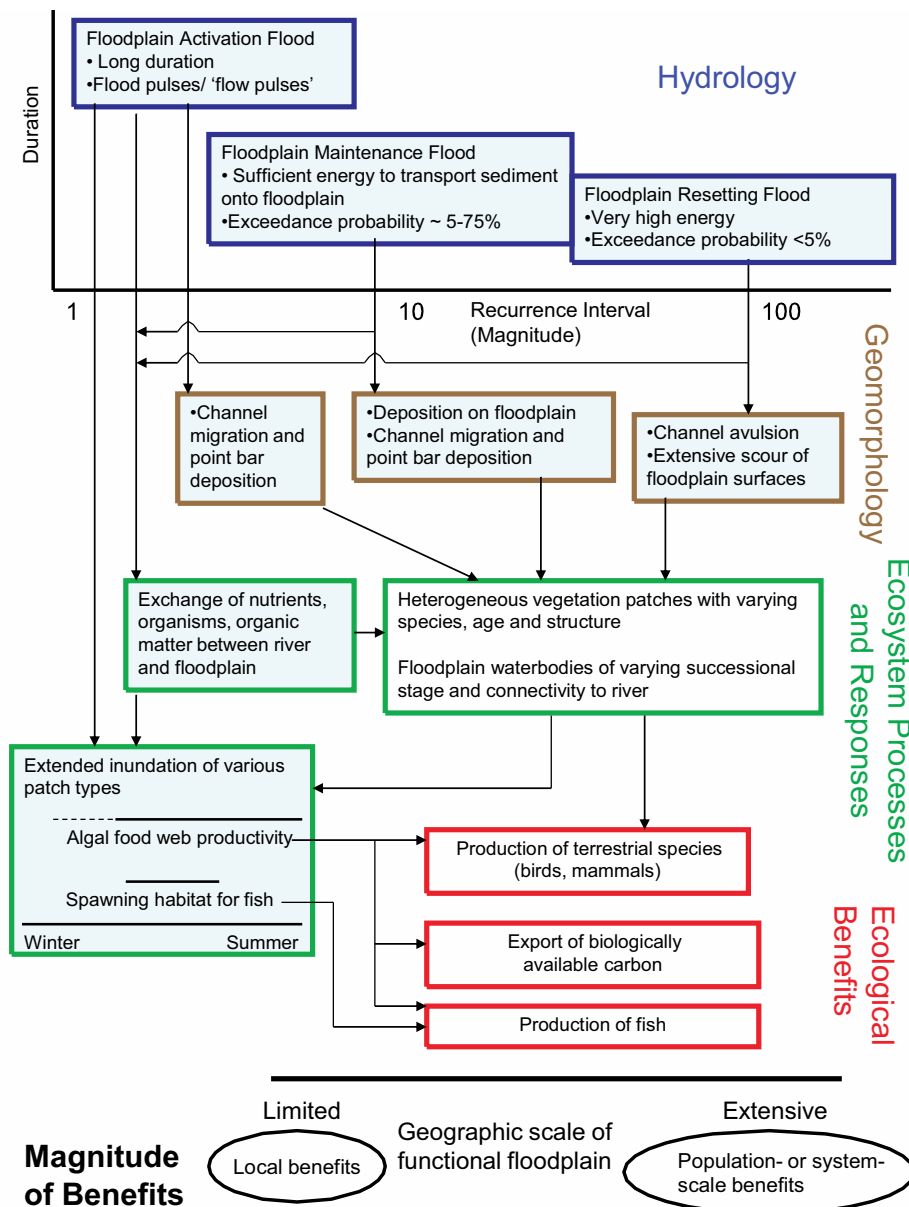 Floodplain Activation Flood
• Long duration
•Flood pulses/ ‘flow pulses’
Hydrology
Duration
Floodplain Maintenance Flood
• Sufficient energy to transport sediment
onto floodplain
•Exceedance probability ~ 5-75%
Floodplain Resetting Flood
•Very high energy
•Exceedance probability <5%
1
10
100
Recurrence Interval
(Magnitude)
Geomorphology
•Channel
migration and
point bar
deposition
•Deposition on floodplain
•Channel migration and
point bar deposition
•Channel avulsion
•Extensive scour of
floodplain surfaces
Ecosystem Processes
and Responses
Exchange of nutrients,
organisms, organic
matter between river
and floodplain
Heterogeneous vegetation patches with varying
species, age and structure
Floodplain waterbodies of varying successional
stage and connectivity to river
Extended inundation of various
patch types
Algal food web productivity
Spawning habitat for fish
Winter
Summer
Production of terrestrial species
(birds, mammals)
Export of biologically
available carbon
Production of fish
Ecological
Benefits
Limited
Extensive
Geographic scale of
functional floodplain
Magnitude
of Benefits
Local benefits
Population- or system-
scale benefits